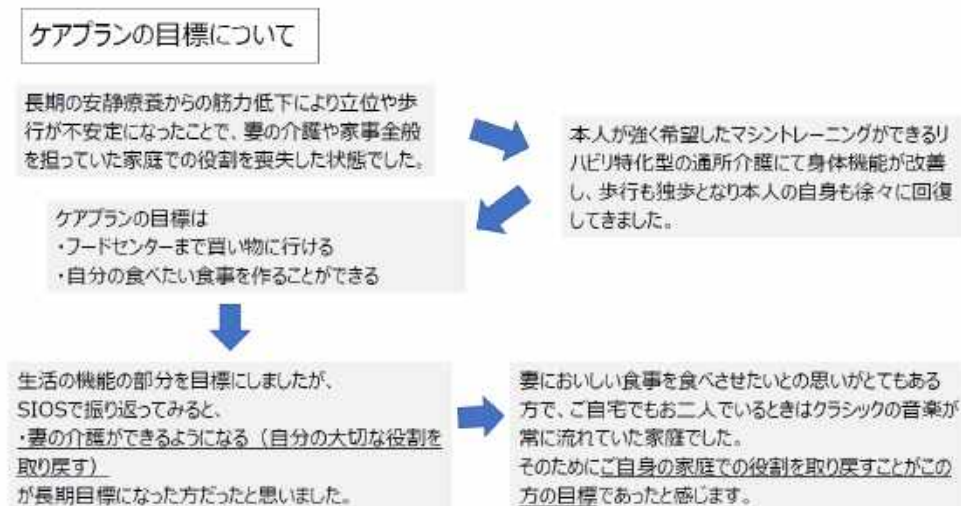 ケアプランの目標について
長期の安静療養からの筋力低下により立位や歩
行が不安定になったことで、妻の介護や家事全般
を担っていた家庭での役割を喪失した状態でした。
本人が強く希望したマシントレーニングができるリ
ハビリ特化型の通所介護にて身体機能が改善
し、歩行も独歩となり本人の自身も徐々に回復
してきました。
ケアプランの目標は
・フードセンターまで買い物に行ける
・自分の食べたい食事を作ることができる
生活の機能の部分を目標にしましたが、
SIOSで振り返ってみると、
・妻の介護ができるようになる（自分の大切な役割を
取り戻す）
が長期目標になった方だったと思いました。
妻においしい食事を食べさせたいとの思いがとてもある
方で、ご自宅でもお二人でいるときはクラシックの音楽が
常に流れていた家庭でした。
そのためにご自身の家庭での役割を取り戻すことがこの
方の目標であったと感じます。